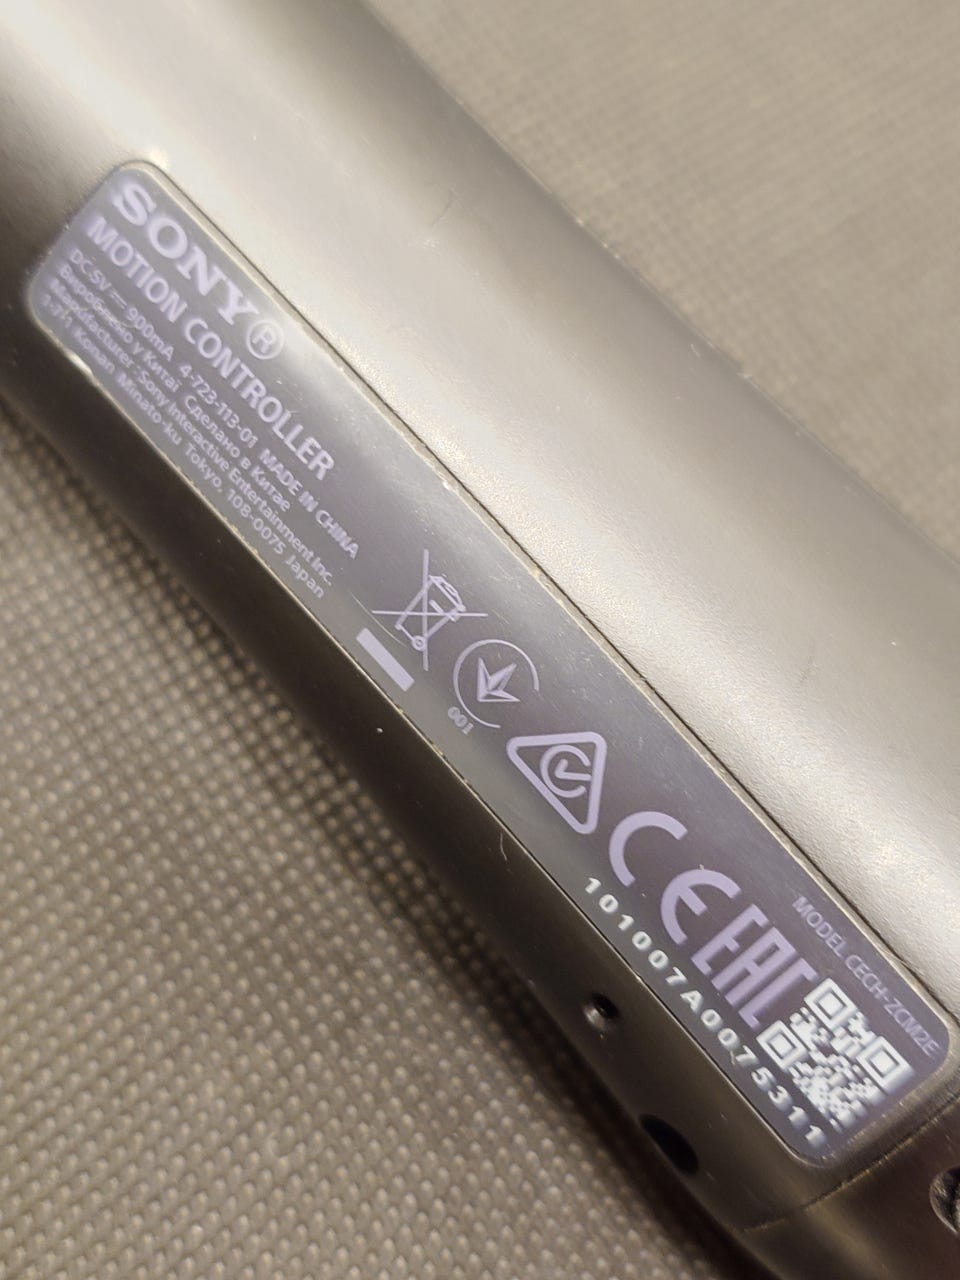 SONY®
MOTION CONTROLLER
DC 5V ⎓ 900mA 4-723-113-01 MADE IN CHINA
Вироблено у Китаї Сделано в Китае
Manufacturer: Sony Interactive Entertainment Inc.
1-7-1 Konan Minato-ku Tokyo, 108-0075 Japan
001
CE EAC
MODEL CECH-ZCM2E
101007A0075311